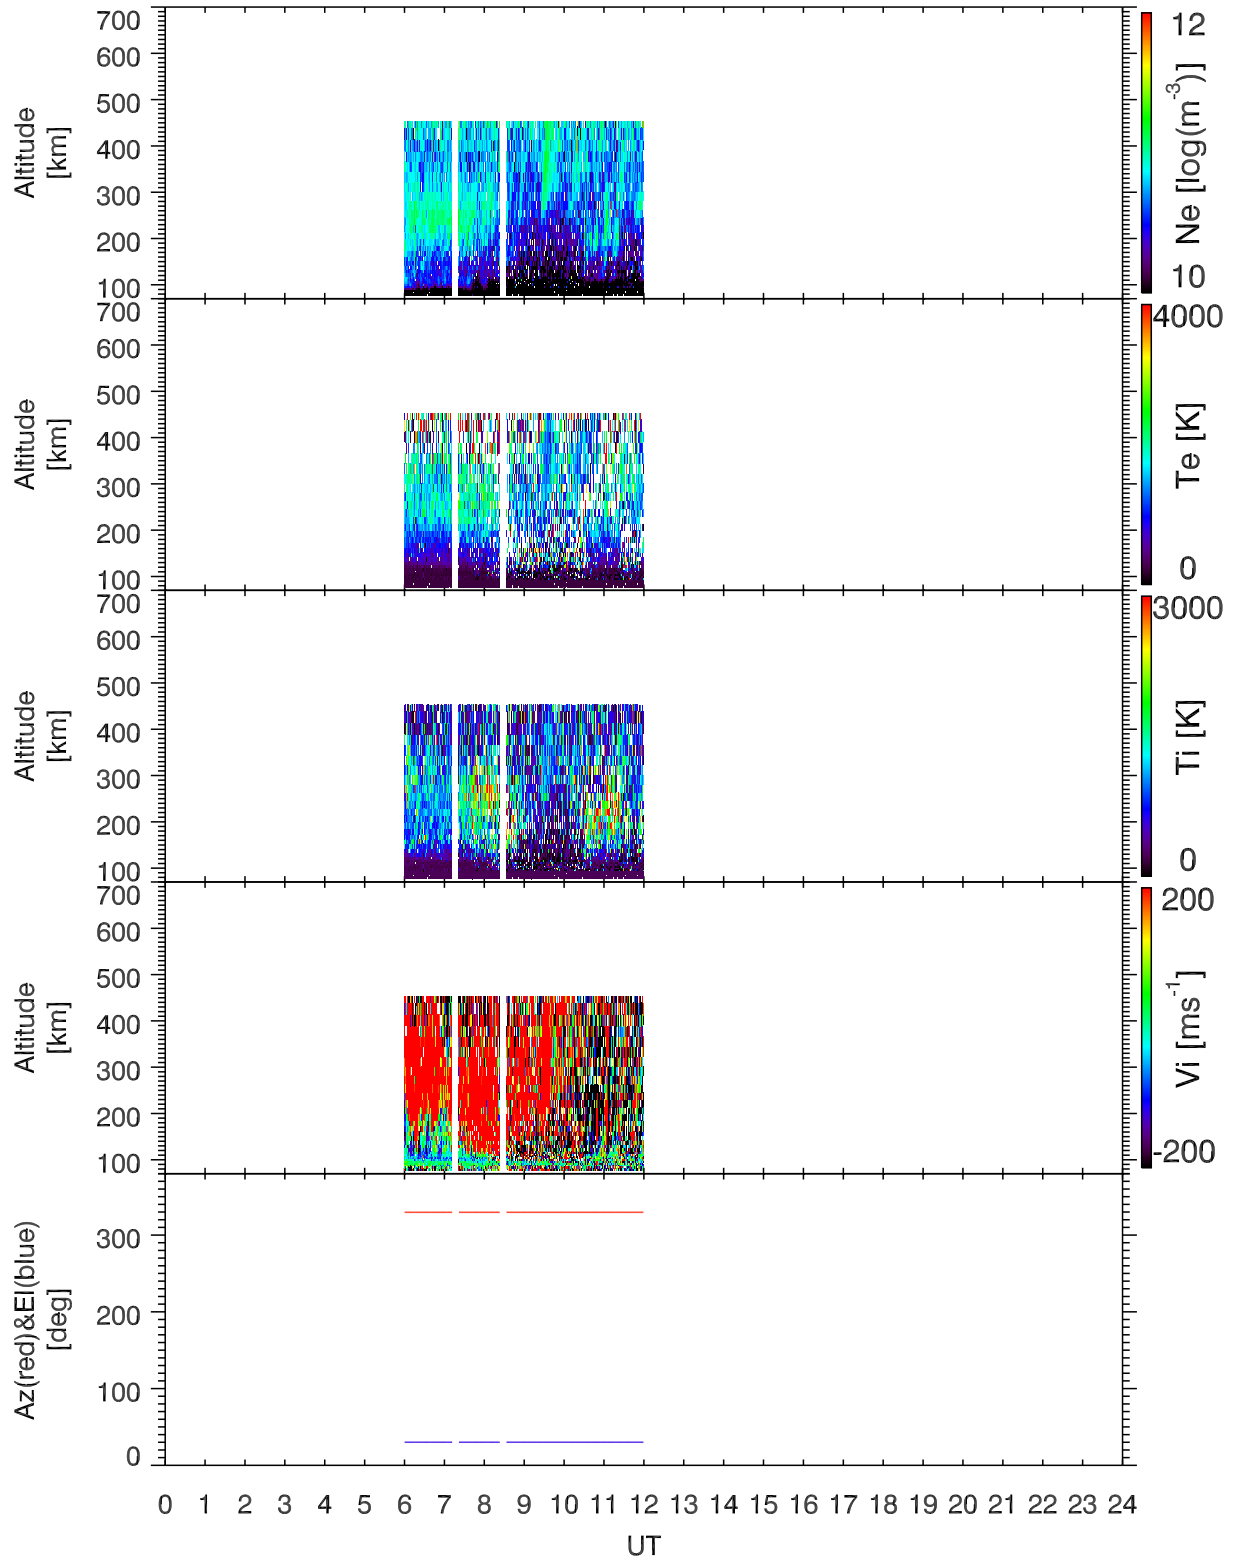 700
600
500
400
300
200
100
Altitude
[km]
12
Ne [log(m⁻³)]
10
700
600
500
400
300
200
100
Altitude
[km]
4000
Te [K]
0
700
600
500
400
300
200
100
Altitude
[km]
3000
Ti [K]
0
700
600
500
400
300
200
100
Altitude
[km]
200
Vi [ms⁻¹]
-200
300
200
100
0
Az(red)&El(blue)
[deg]
0 1 2 3 4 5 6 7 8 9 10 11 12 13 14 15 16 17 18 19 20 21 22 23 24
UT